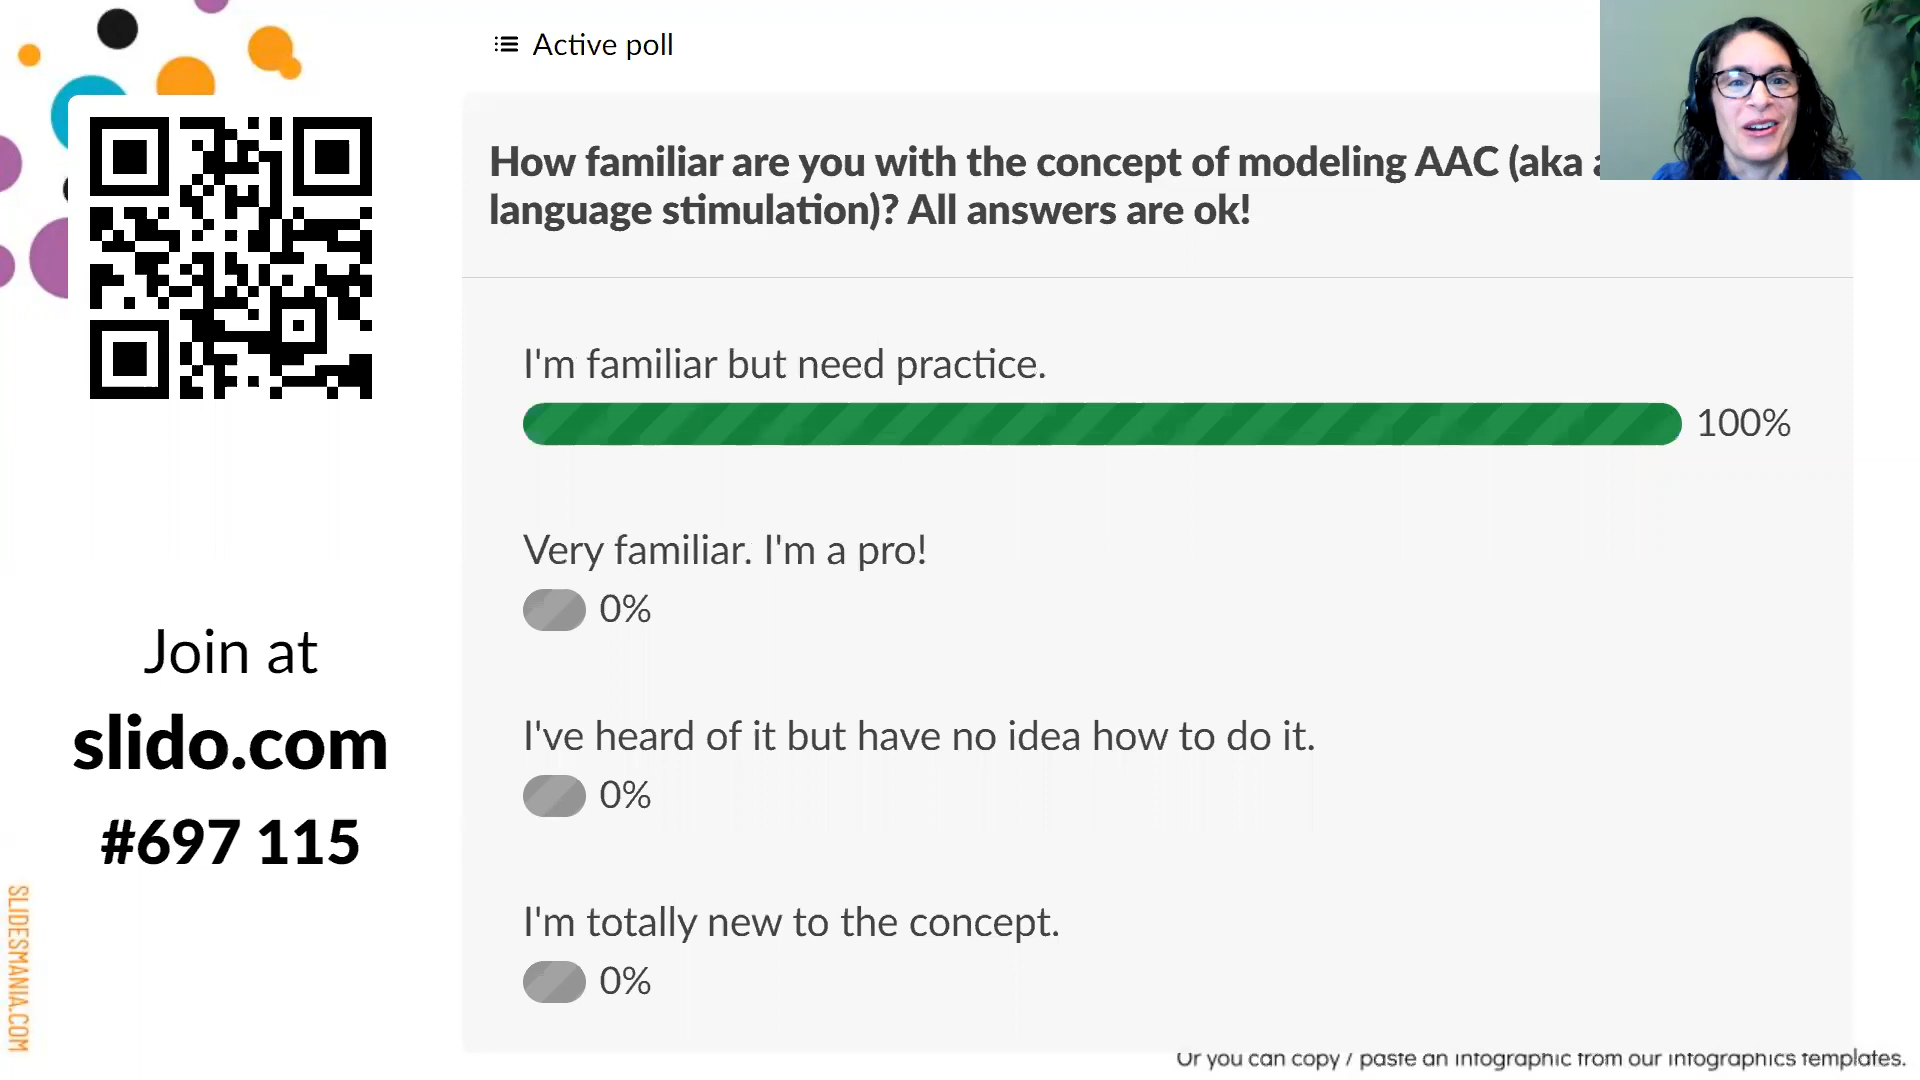 Active poll
How familiar are you with the concept of modeling AAC (aka
language stimulation)? All answers are ok!
I'm familiar but need practice.
100%
Very familiar. I'm a pro!
0%
I've heard of it but have no idea how to do it.
0%
I'm totally new to the concept.
0%
Join at
slido.com
#697 115
SLIDESMANIA.COM
Or you can copy / paste an infographic from our infographics templates.